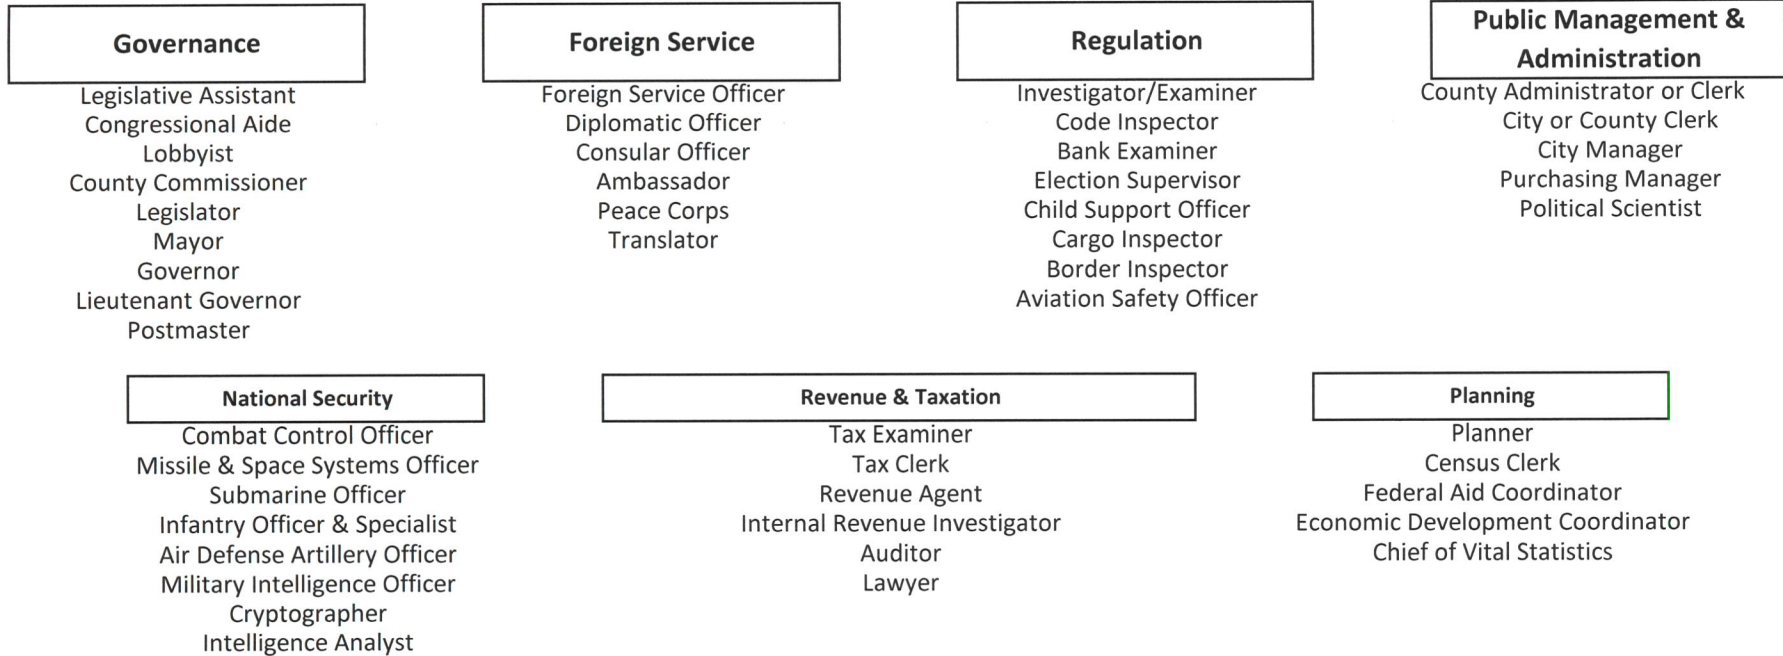 Governance
Legislative Assistant
Congressional Aide
Lobbyist
County Commissioner
Legislator
Mayor
Governor
Lieutenant Governor
Postmaster
Foreign Service
Foreign Service Officer
Diplomatic Officer
Consular Officer
Ambassador
Peace Corps
Translator
Regulation
Investigator/Examiner
Code Inspector
Bank Examiner
Election Supervisor
Child Support Officer
Cargo Inspector
Border Inspector
Aviation Safety Officer
Public Management &
Administration
County Administrator or Clerk
City or County Clerk
City Manager
Purchasing Manager
Political Scientist
National Security
Combat Control Officer
Missile & Space Systems Officer
Submarine Officer
Infantry Officer & Specialist
Air Defense Artillery Officer
Military Intelligence Officer
Cryptographer
Intelligence Analyst
Revenue & Taxation
Tax Examiner
Tax Clerk
Revenue Agent
Internal Revenue Investigator
Auditor
Lawyer
Planning
Planner
Census Clerk
Federal Aid Coordinator
Economic Development Coordinator
Chief of Vital Statistics